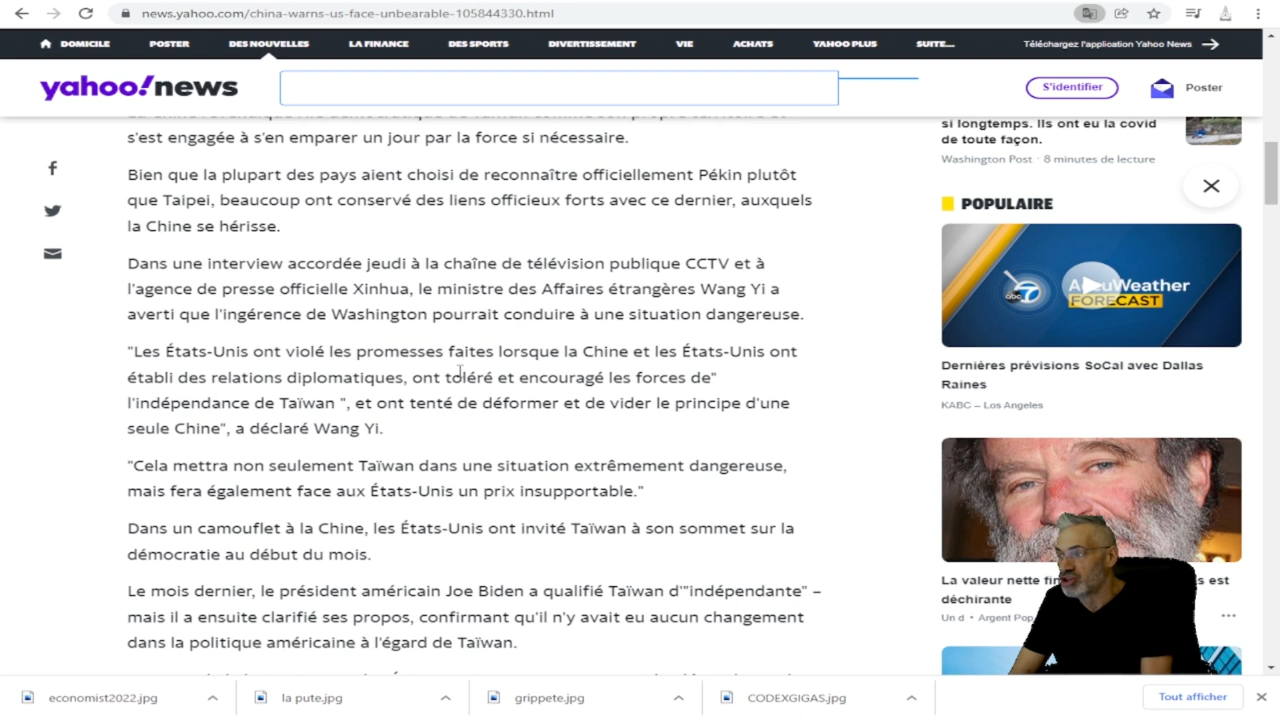 news.yahoo.com/china-warns-us-face-unbearable-105844330.html
DOMICILE POSTER DES NOUVELLES LA FINANCE DES SPORTS DIVERTISSEMENT VIE ACHATS YAHOO PLUS SUITE... Téléchargez l'application Yahoo News
yahoo!news S'identifier Poster
s'est engagée à s'en emparer un jour par la force si nécessaire.
Bien que la plupart des pays aient choisi de reconnaître officiellement Pékin plutôt
que Taipei, beaucoup ont conservé des liens officieux forts avec ce dernier, auxquels
la Chine se hérisse.
Dans une interview accordée jeudi à la chaîne de télévision publique CCTV et à
l'agence de presse officielle Xinhua, le ministre des Affaires étrangères Wang Yi a
averti que l'ingérence de Washington pourrait conduire à une situation dangereuse.
"Les États-Unis ont violé les promesses faites lorsque la Chine et les États-Unis ont
établi des relations diplomatiques, ont toléré et encouragé les forces de"
l'indépendance de Taïwan ", et ont tenté de déformer et de vider le principe d'une
seule Chine", a déclaré Wang Yi.
"Cela mettra non seulement Taïwan dans une situation extrêmement dangereuse,
mais fera également face aux États-Unis un prix insupportable."
Dans un camouflet à la Chine, les États-Unis ont invité Taïwan à son sommet sur la
démocratie au début du mois.
Le mois dernier, le président américain Joe Biden a qualifié Taïwan d'"indépendante" –
mais il a ensuite clarifié ses propos, confirmant qu'il n'y avait eu aucun changement
dans la politique américaine à l'égard de Taïwan.
si longtemps. Ils ont eu la covid
de toute façon.
Washington Post · 8 minutes de lecture
POPULAIRE
abc 7
AccuWeather
FORECAST
Dernières prévisions SoCal avec Dallas
Raines
KABC – Los Angeles
La valeur nette s est
déchirante
Un d • Argent Pop
economist2022.jpg la pute.jpg grippete.jpg CODEXGIGAS.jpg Tout afficher